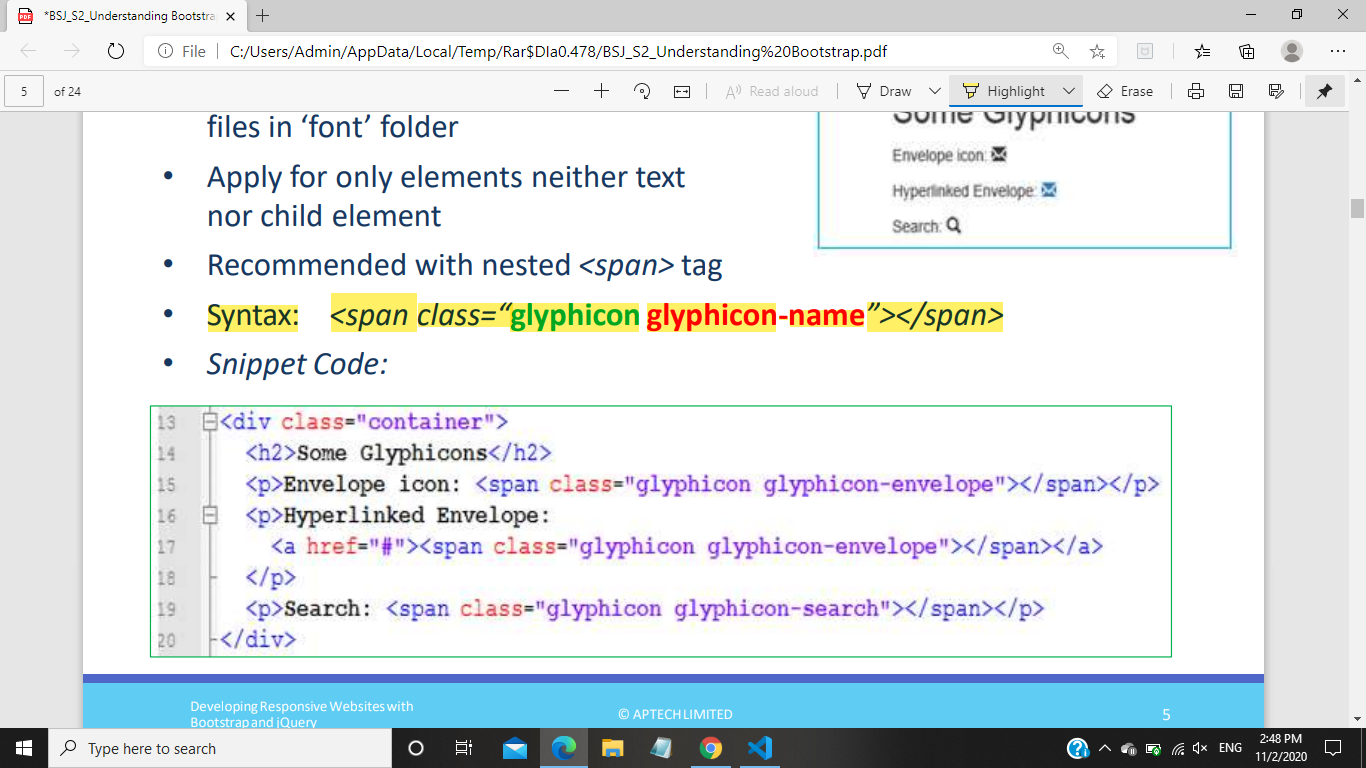 *BSJ_S2_Understanding Bootstra
File
C:/Users/Admin/AppData/Local/Temp/Rar$DIa0.478/BSJ_S2_Understanding%20Bootstrap.pdf
5 of 24
Read aloud
Draw
Highlight
Erase
files in ‘font’ folder
• Apply for only elements neither text
nor child element
• Recommended with nested <span> tag
• Syntax: <span class=“glyphicon glyphicon-name”></span>
• Snippet Code:
Some Glyphicons
Envelope icon:
Hyperlinked Envelope:
Search:
13 <div class="container">
14 <h2>Some Glyphicons</h2>
15 <p>Envelope icon: <span class="glyphicon glyphicon-envelope"></span></p>
16 <p>Hyperlinked Envelope:
17 <a href="#"><span class="glyphicon glyphicon-envelope"></span></a>
18 </p>
19 <p>Search: <span class="glyphicon glyphicon-search"></span></p>
20 </div>
Developing Responsive Websites with
Bootstrap and jQuery
© APTECH LIMITED
5
Type here to search
ENG
2:48 PM
11/2/2020